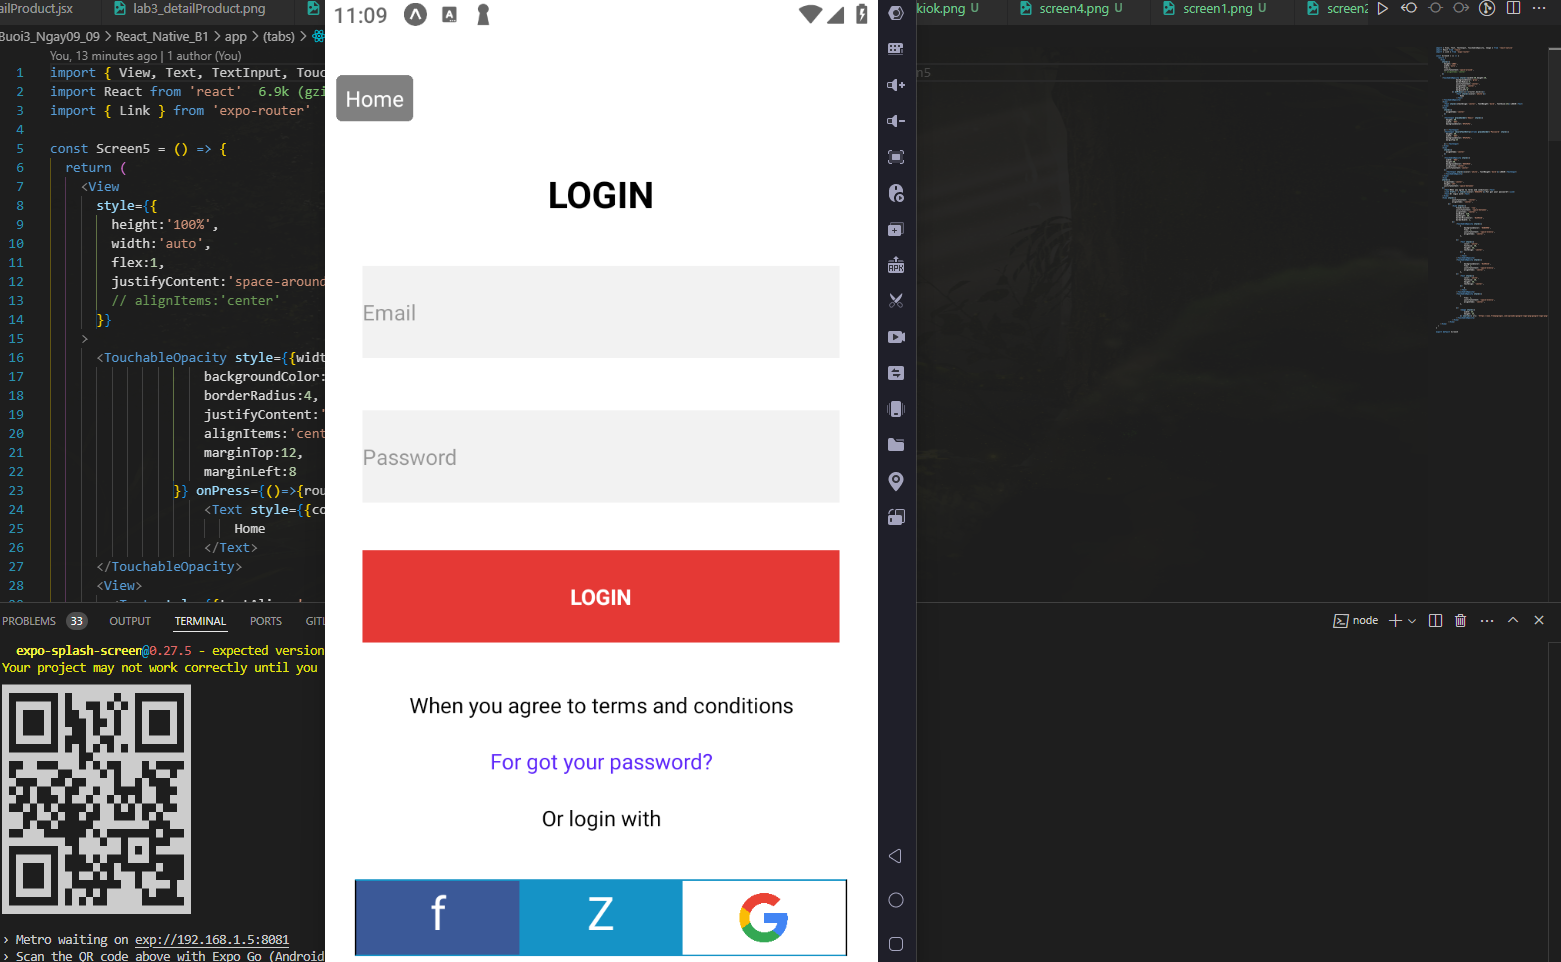 ailProduct.jsx
lab3_detailProduct.png
kiok.png U
screen4.png U
screen1.png U
screen2
Buoi3_Ngay09_09 > React_Native_B1 > app > (tabs) >
You, 13 minutes ago | 1 author (You)
1 import { View, Text, TextInput, Touc
2 import React from 'react' 6.9k (gzi
3 import { Link } from 'expo-router'
4
5 const Screen5 = () => {
6 return (
7 <View
8 style={{
9 height:'100%',
10 width:'auto',
11 flex:1,
12 justifyContent:'space-around
13 // alignItems:'center'
14 }}
15 >
16 <TouchableOpacity style={{widt
17 backgroundColor:
18 borderRadius:4,
19 justifyContent:'
20 alignItems:'cent
21 marginTop:12,
22 marginLeft:8
23 }} onPress={()=>{rou
24 <Text style={{co
25 Home
26 </Text>
27 </TouchableOpacity>
28 <View>
PROBLEMS 33 OUTPUT TERMINAL PORTS GITL
expo-splash-screen@0.27.5 - expected version
Your project may not work correctly until you
› Metro waiting on exp://192.168.1.5:8081
› Scan the QR code above with Expo Go (Android
11:09
A
Home
LOGIN
Email
Password
LOGIN
When you agree to terms and conditions
For got your password?
Or login with
f Z G
APK
n5
node